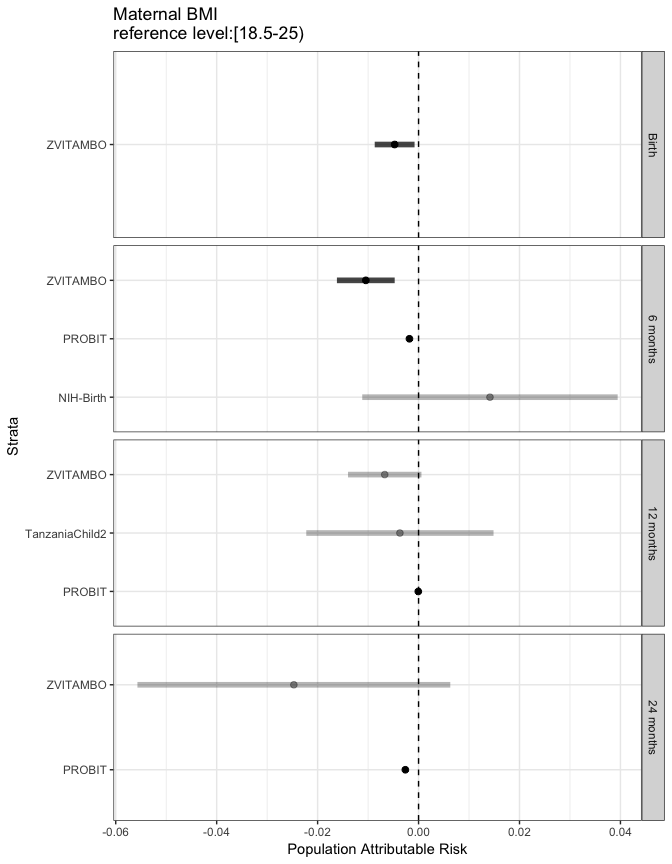 Maternal BMI
reference level:[18.5-25)
Strata
ZVITAMBO
Birth
ZVITAMBO
PROBIT
NIH-Birth
6 months
ZVITAMBO
TanzaniaChild2
PROBIT
12 months
ZVITAMBO
PROBIT
24 months
-0.06 -0.04 -0.02 0.00 0.02 0.04
Population Attributable Risk